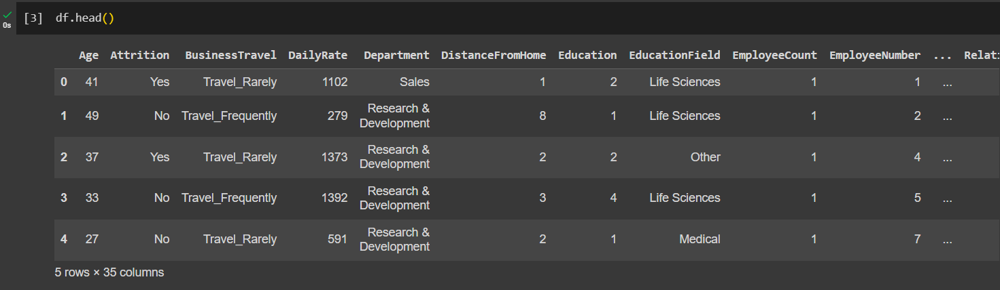 [3] df.head()
0s
Age Attrition BusinessTravel DailyRate Department DistanceFromHome Education EducationField EmployeeCount EmployeeNumber ... Relati
0 41 Yes Travel_Rarely 1102 Sales 1 2 Life Sciences 1 1 ...
1 49 No Travel_Frequently 279 Research & Development 8 1 Life Sciences 1 2 ...
2 37 Yes Travel_Rarely 1373 Research & Development 2 2 Other 1 4 ...
3 33 No Travel_Frequently 1392 Research & Development 3 4 Life Sciences 1 5 ...
4 27 No Travel_Rarely 591 Research & Development 2 1 Medical 1 7 ...
5 rows × 35 columns